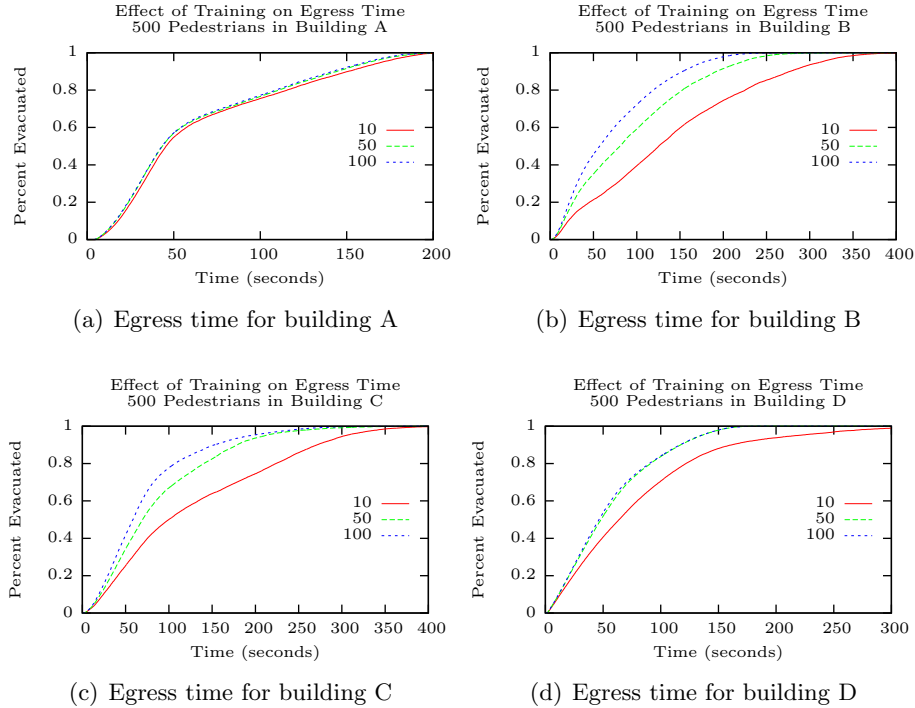 Effect of Training on Egress Time
500 Pedestrians in Building A
Percent Evacuated
1
0.8
0.6
0.4
0.2
0
10
50
100
0 50 100 150 200
Time (seconds)
(a) Egress time for building A
Effect of Training on Egress Time
500 Pedestrians in Building B
Percent Evacuated
1
0.8
0.6
0.4
0.2
0
10
50
100
0 50 100 150 200 250 300 350 400
Time (seconds)
(b) Egress time for building B
Effect of Training on Egress Time
500 Pedestrians in Building C
Percent Evacuated
1
0.8
0.6
0.4
0.2
0
10
50
100
0 50 100 150 200 250 300 350 400
Time (seconds)
(c) Egress time for building C
Effect of Training on Egress Time
500 Pedestrians in Building D
Percent Evacuated
1
0.8
0.6
0.4
0.2
0
10
50
100
0 50 100 150 200 250 300
Time (seconds)
(d) Egress time for building D